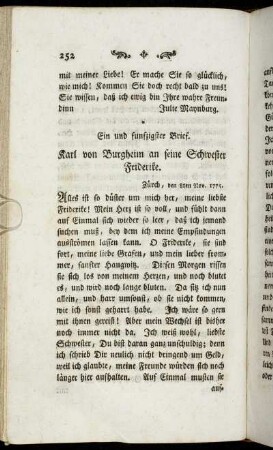 252
mit meiner Liebe! Er mache Sie so glücklich,
wie mich! Kommen Sie doch recht bald zu uns!
Sie wissen, daß ich ewig bin Ihre wahre Freun-
dinn Julie Maynburg.
Ein und funfzigster Brief.
Karl von Burgheim an seine Schwester
Friderike.
Zürch, den 8ten Nov. 1775.
Alles ist so düster um mich her, meine liebste
Friderike! Mein Herz ist so voll, und fühlt dann
auf Einmal sich wieder so leer, daß ich jemand
suchen muß, bey dem ich meine Empfindungen
ausströmen lassen kann. O Friderike, sie sind
fort, meine liebe Grafen, und mein lieber from-
mer, sanfter Haugwitz. Diesen Morgen rissen
sie sich los von meinem Herzen, und noch blutet
es, und wird noch lange bluten. Da sitz ich nun
allein, und harr umsonst, ob sie nicht kommen,
wie ich sonst geharrt habe. Ich wäre so gern
mit ihnen gereist! Aber mein Wechsel ist bisher
noch immer nicht da. Ich weiß wohl, liebste
Schwester, Du bist daran ganz unschuldig; denn
ich schrieb Dir neulich nicht dringend um Geld,
weil ich glaubte, meine Freunde würden sich noch
länger hier aufhalten. Auf Einmal musten sie
auf-